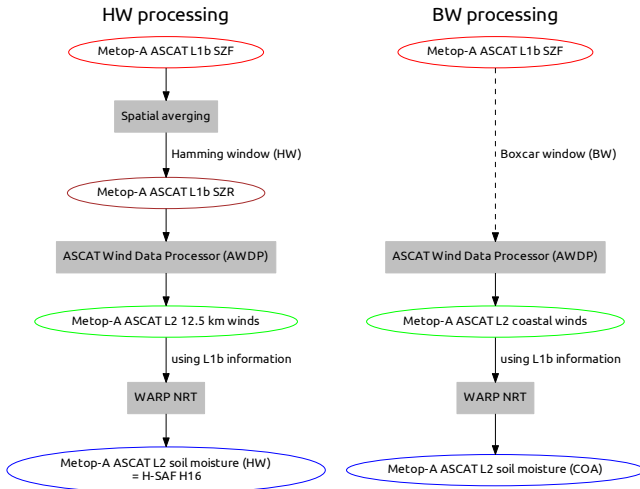 HW processing
Metop-A ASCAT L1b SZF
Spatial averging
Hamming window (HW)
Metop-A ASCAT L1b SZR
ASCAT Wind Data Processor (AWDP)
Metop-A ASCAT L2 12.5 km winds
using L1b information
WARP NRT
Metop-A ASCAT L2 soil moisture (HW)
= H-SAF H16
BW processing
Metop-A ASCAT L1b SZF
Boxcar window (BW)
ASCAT Wind Data Processor (AWDP)
Metop-A ASCAT L2 coastal winds
using L1b information
WARP NRT
Metop-A ASCAT L2 soil moisture (COA)